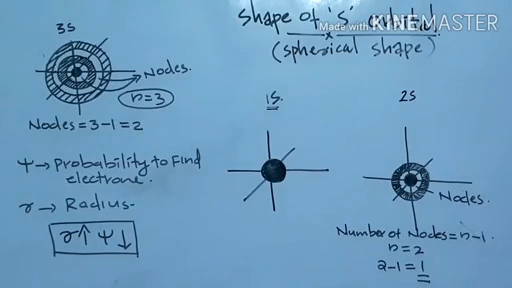 shape of 's' orbital.
Made with KINEMASTER
(spherical shape)
3S
Nodes.
n=3
Nodes = 3-1 = 2
ψ → Probability to Find
electrone.
r → Radius.
r↑ ψ↓
1S.
2S
Nodes.
Number of Nodes = n-1.
n=2
2-1 = 1